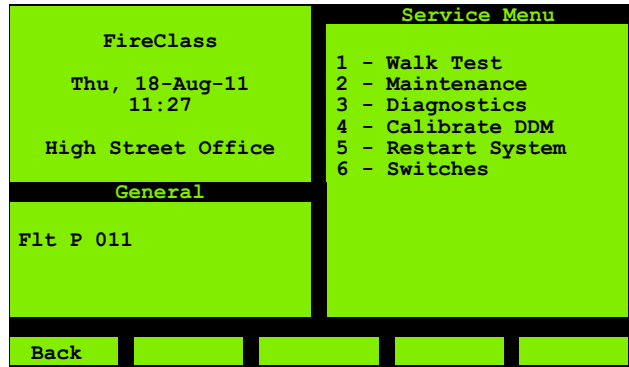 FireClass
Thu, 18-Aug-11
11:27
High Street Office
General
Flt P 011
Service Menu
1 - Walk Test
2 - Maintenance
3 - Diagnostics
4 - Calibrate DDM
5 - Restart System
6 - Switches
Back